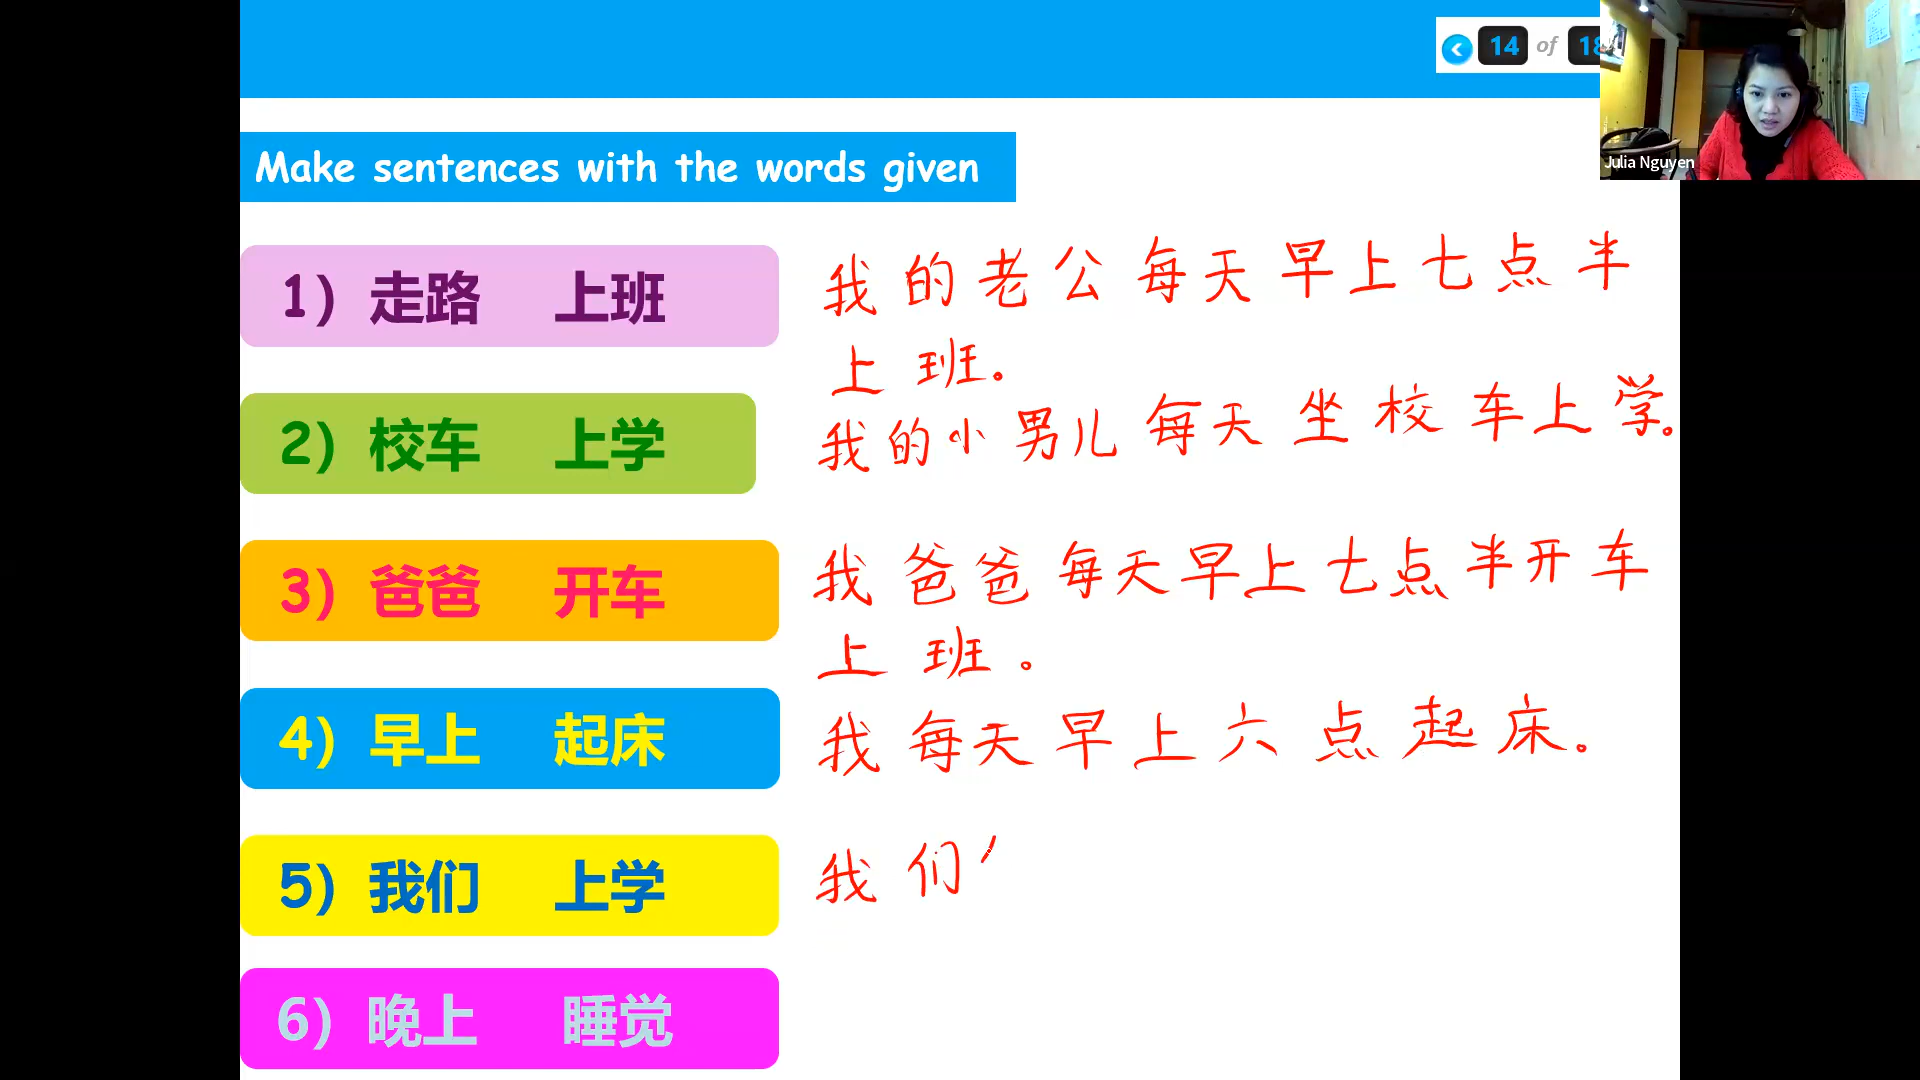 14 of
Julia Nguyen
Make sentences with the words given
1) 走路 上班
我的老公每天早上七点半
上班。
2) 校车 上学
我的小男儿每天坐校车上学。
3) 爸爸 开车
我爸爸每天早上七点半开车
上班。
4) 早上 起床
我每天早上六点起床。
5) 我们 上学
我们
6) 晚上 睡觉